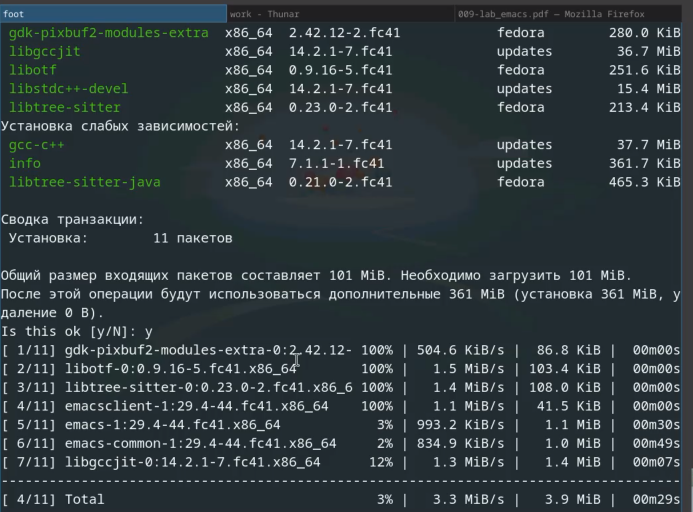 foot
work - Thunar
009-lab_emacs.pdf — Mozilla Firefox
gdk-pixbuf2-modules-extra x86_64 2.42.12-2.fc41 fedora 280.0 KiB
libgccjit x86_64 14.2.1-7.fc41 updates 36.7 MiB
libotf x86_64 0.9.16-5.fc41 fedora 251.6 KiB
libstdc++-devel x86_64 14.2.1-7.fc41 updates 15.4 MiB
libtree-sitter x86_64 0.23.0-2.fc41 fedora 213.4 KiB
Установка слабых зависимостей:
gcc-c++ x86_64 14.2.1-7.fc41 updates 37.7 MiB
info x86_64 7.1.1-1.fc41 updates 361.7 KiB
libtree-sitter-java x86_64 0.21.0-2.fc41 fedora 465.3 KiB
Сводка транзакции:
Установка: 11 пакетов
Общий размер входящих пакетов составляет 101 MiB. Необходимо загрузить 101 MiB.
После этой операции будут использоваться дополнительные 361 MiB (установка 361 MiB, у
даление 0 B).
Is this ok [y/N]: y
[ 1/11] gdk-pixbuf2-modules-extra-0:2.42.12- 100% | 504.6 KiB/s | 86.8 KiB | 00m00s
[ 2/11] libotf-0:0.9.16-5.fc41.x86_64 100% | 1.5 MiB/s | 103.4 KiB | 00m00s
[ 3/11] libtree-sitter-0:0.23.0-2.fc41.x86_6 100% | 1.4 MiB/s | 108.0 KiB | 00m00s
[ 4/11] emacsclient-1:29.4-44.fc41.x86_64 100% | 1.1 MiB/s | 41.5 KiB | 00m00s
[ 5/11] emacs-1:29.4-44.fc41.x86_64 3% | 993.2 KiB/s | 1.1 MiB | 00m30s
[ 6/11] emacs-common-1:29.4-44.fc41.x86_64 2% | 834.9 KiB/s | 1.0 MiB | 00m49s
[ 7/11] libgccjit-0:14.2.1-7.fc41.x86_64 12% | 1.3 MiB/s | 1.4 MiB | 00m07s
--------------------------------------------------------------------------------
[ 4/11] Total 3% | 3.3 MiB/s | 3.9 MiB | 00m29s